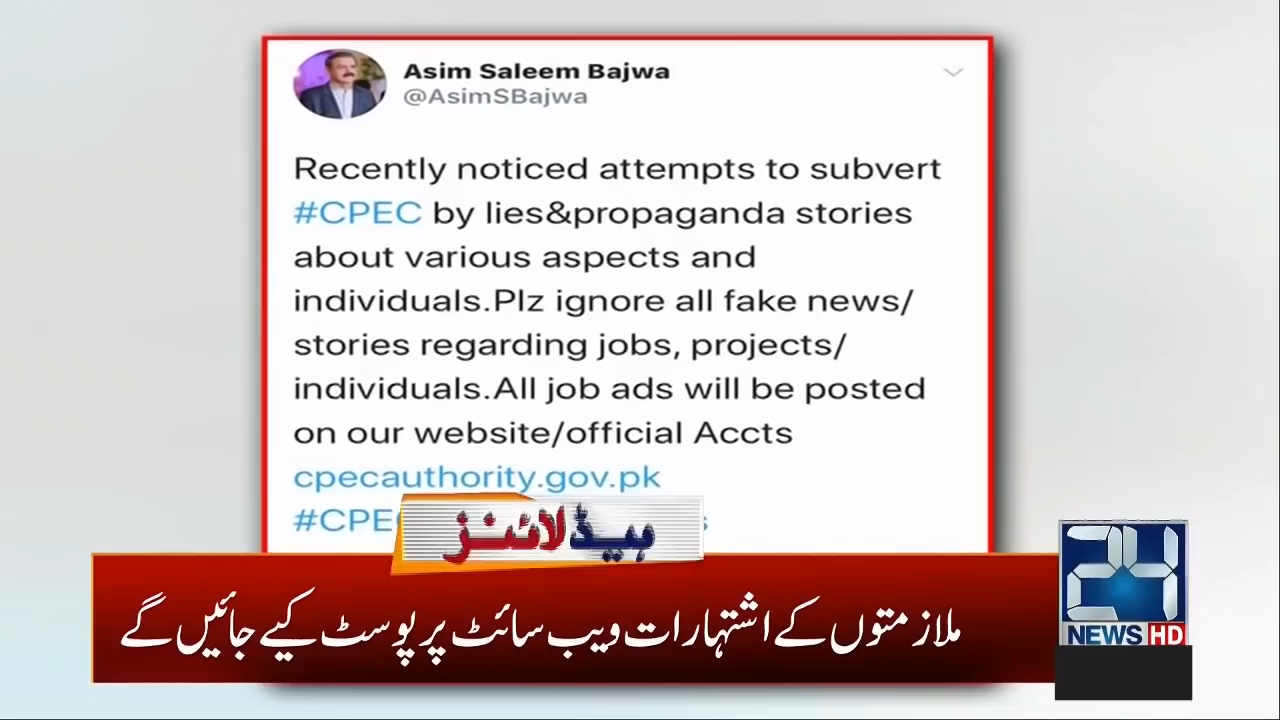 Asim Saleem Bajwa
@AsimSBajwa
Recently noticed attempts to subvert
#CPEC by lies&propaganda stories
about various aspects and
individuals.Plz ignore all fake news/
stories regarding jobs, projects/
individuals.All job ads will be posted
on our website/official Accts
cpecauthority.gov.pk
ہیڈلائنز
ملازمتوں کے اشتہارات ویب سائٹ پر پوسٹ کیے جائیں گے
24
NEWS HD